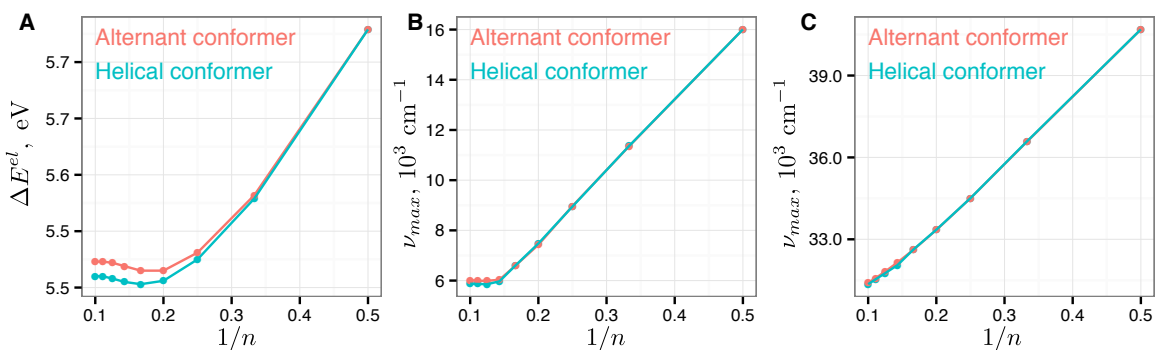 A
Alternant conformer
Helical conformer
5.7
5.7
5.6
5.5
5.5
ΔE^{el}, eV
0.1 0.2 0.3 0.4 0.5
1/n
B
Alternant conformer
Helical conformer
16
14
12
10
8
6
ν_{max}, 10^3 cm^{−1}
0.1 0.2 0.3 0.4 0.5
1/n
C
Alternant conformer
Helical conformer
39.0
36.0
33.0
ν_{max}, 10^3 cm^{−1}
0.1 0.2 0.3 0.4 0.5
1/n